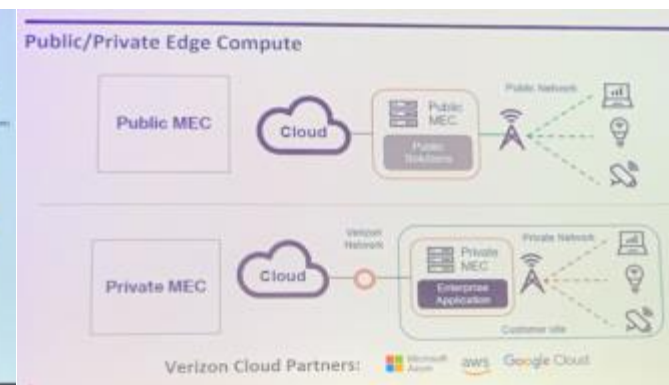 Public/Private Edge Compute
Public MEC
Cloud
Public
MEC
Public
Solutions
Public Network
Private MEC
Cloud
Verizon
Network
Private
MEC
Enterprise
Application
Private Network
Customer site
Verizon Cloud Partners:
Microsoft
Azure
aws
Google Cloud